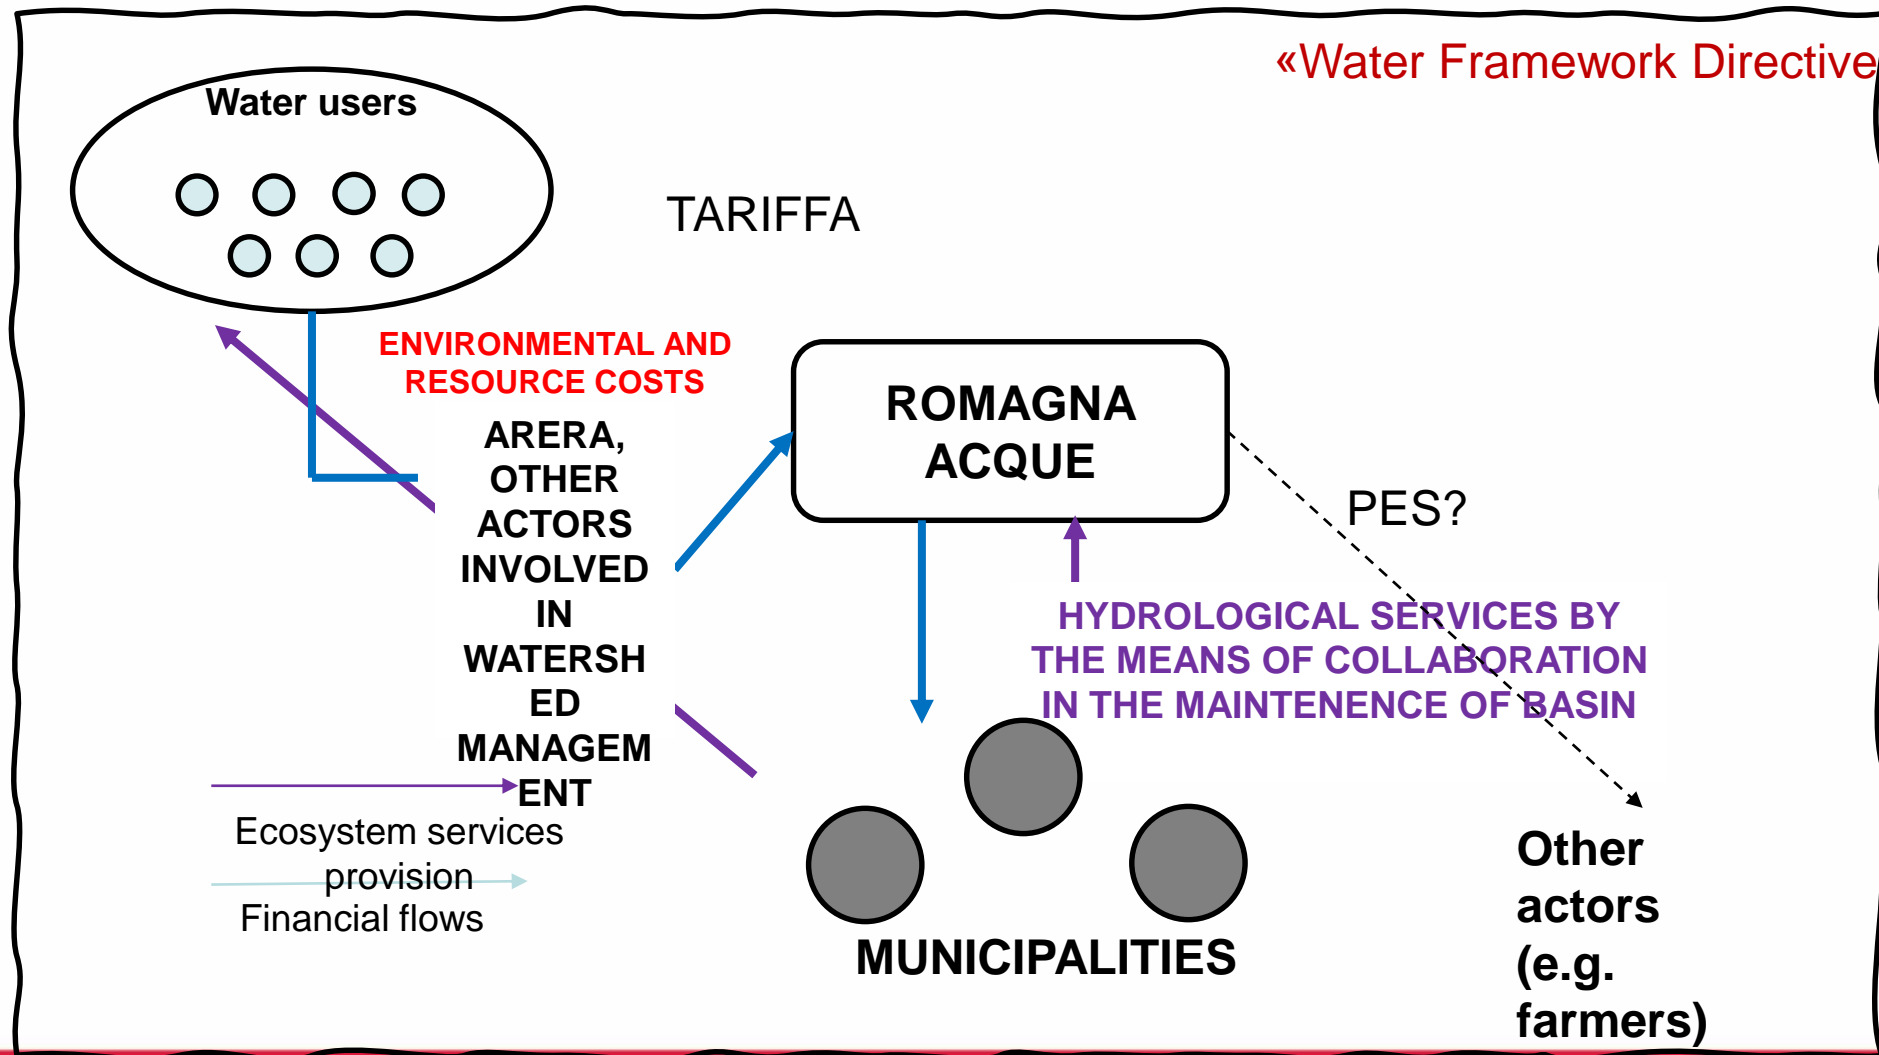 «Water Framework Directive
Water users
TARIFFA
ENVIRONMENTAL AND
RESOURCE COSTS
ARERA,
OTHER
ACTORS
INVOLVED
IN
WATERSH
ED
MANAGEM
ENT
ROMAGNA
ACQUE
PES?
HYDROLOGICAL SERVICES BY
THE MEANS OF COLLABORATION
IN THE MAINTENENCE OF BASIN
Ecosystem services
provision
Financial flows
MUNICIPALITIES
Other
actors
(e.g.
farmers)